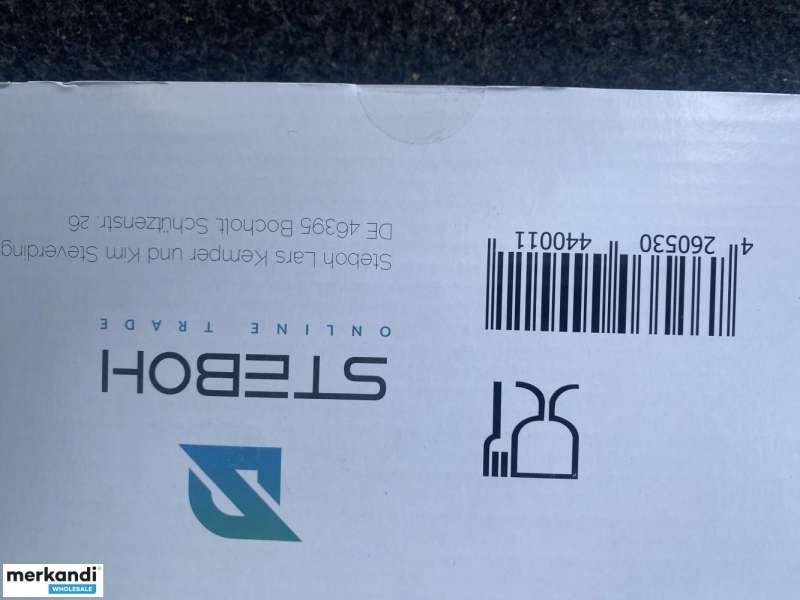 STEBOH
ONLINE TRADE
Steboh Lars Kemper und Kim Steverding
DE 46395 Bocholt, Schützenstr. 26
4 260530 440011
merkandi
WHOLESALE